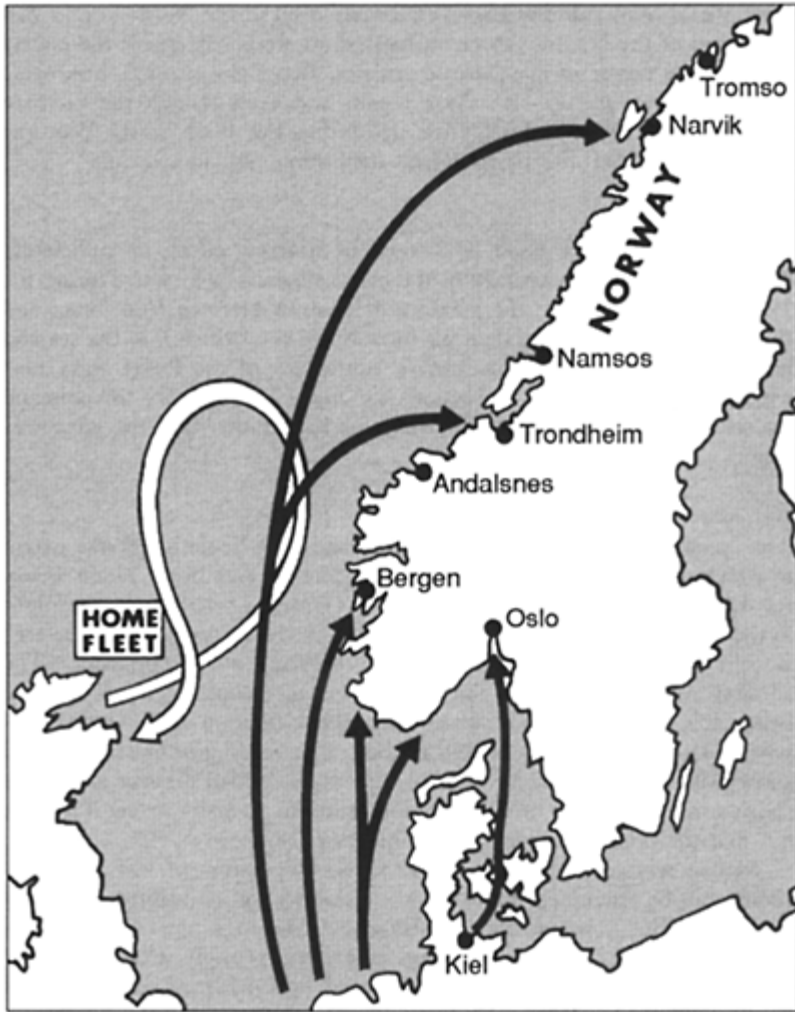 Tromso
Narvik
NORWAY
Namsos
Trondheim
Andalsnes
Bergen
HOME
FLEET
Oslo
Kiel